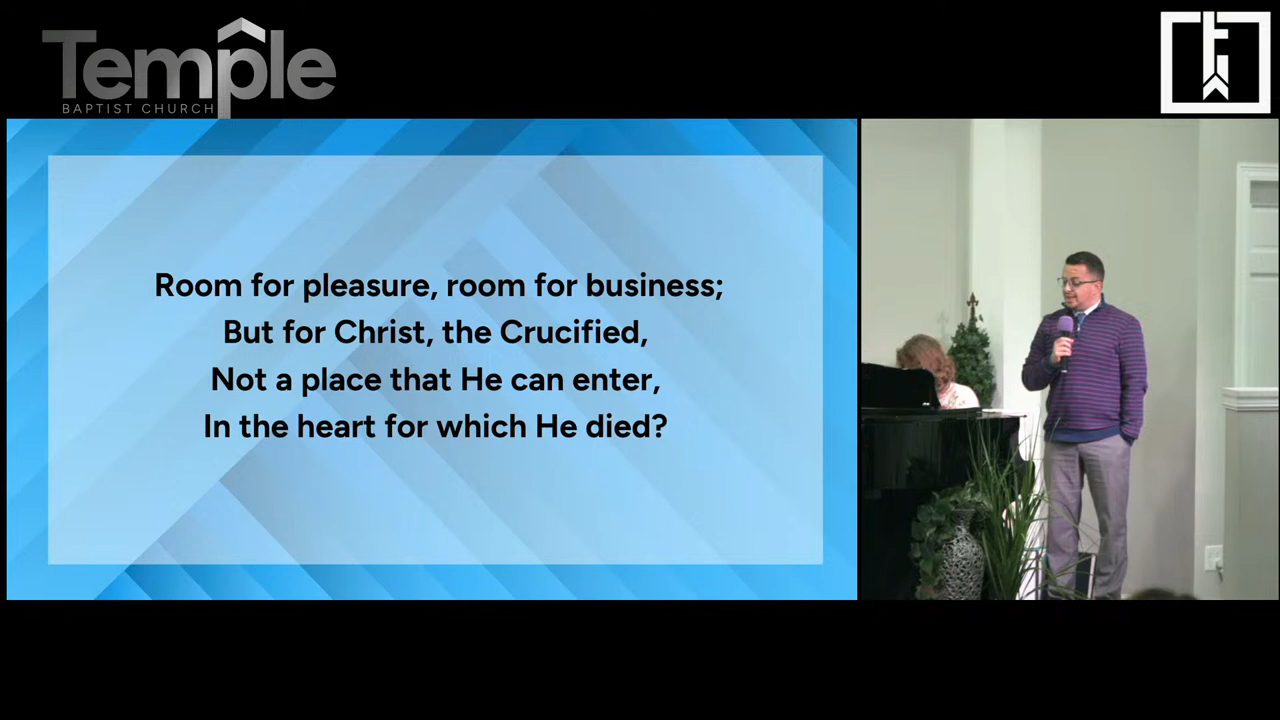 Temple
BAPTIST CHURCH
Room for pleasure, room for business;
But for Christ, the Crucified,
Not a place that He can enter,
In the heart for which He died?